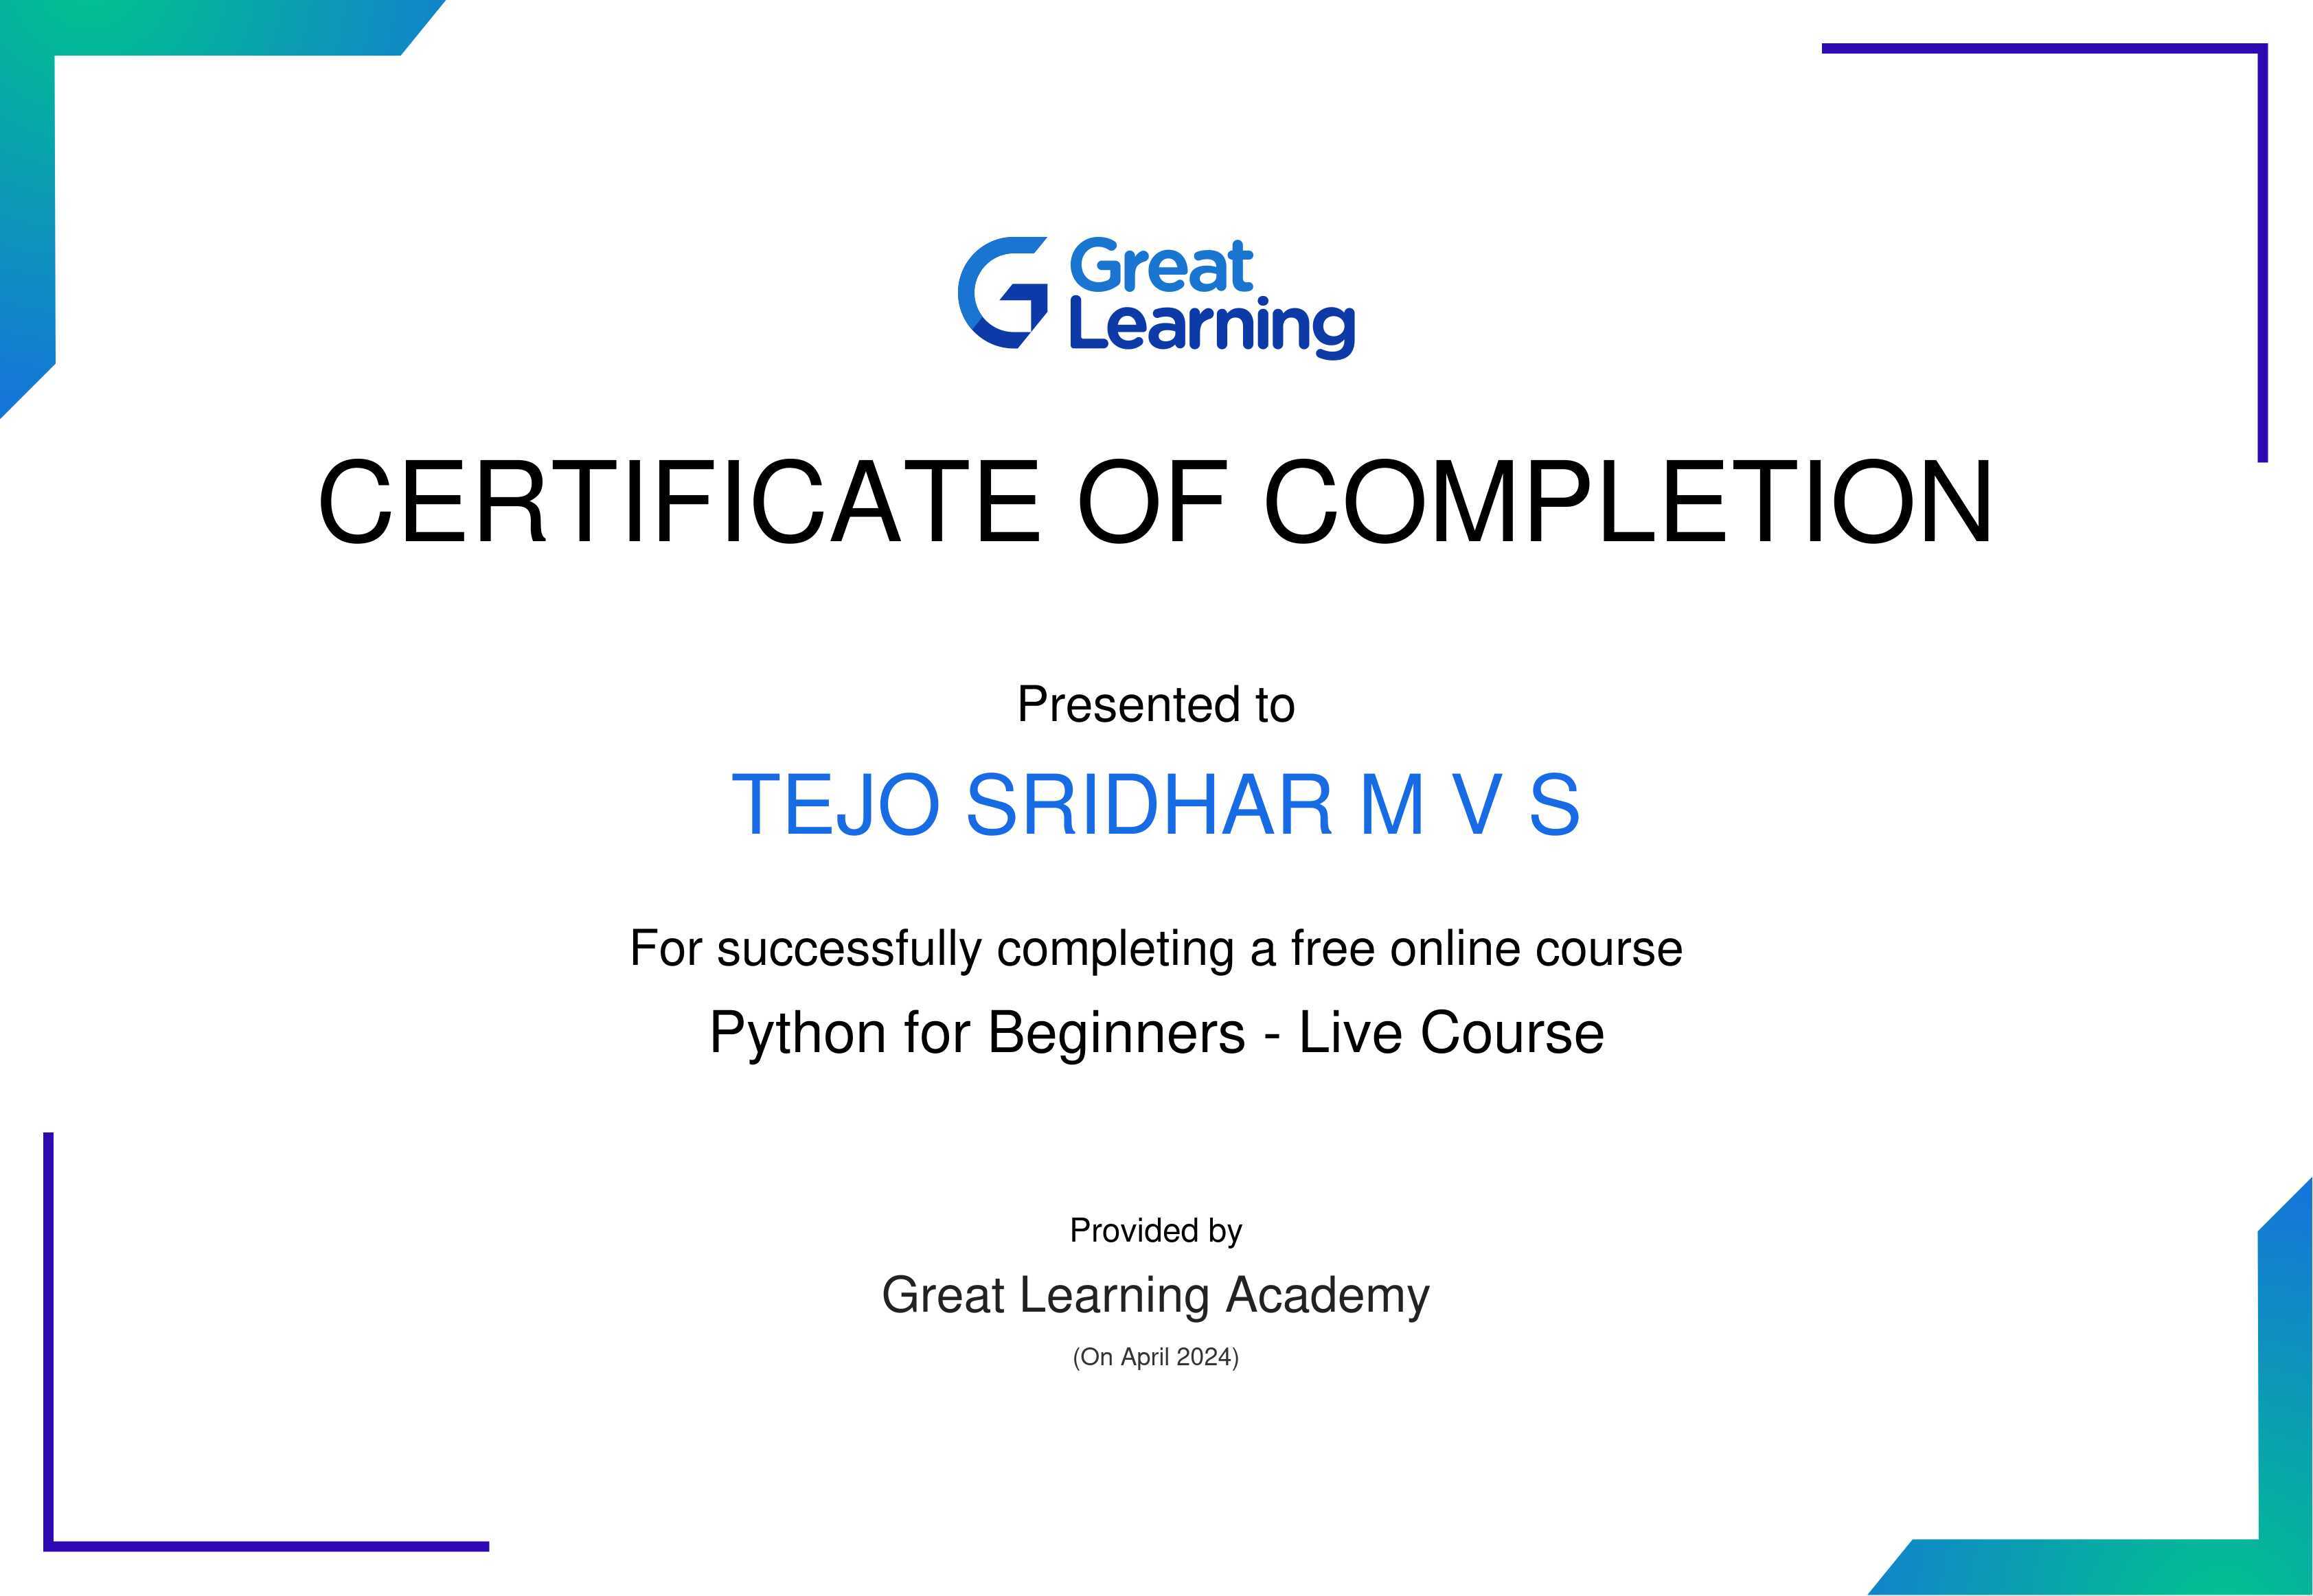 Great
Learning
CERTIFICATE OF COMPLETION
Presented to
TEJO SRIDHAR M V S
For successfully completing a free online course
Python for Beginners - Live Course
Provided by
Great Learning Academy
(On April 2024)